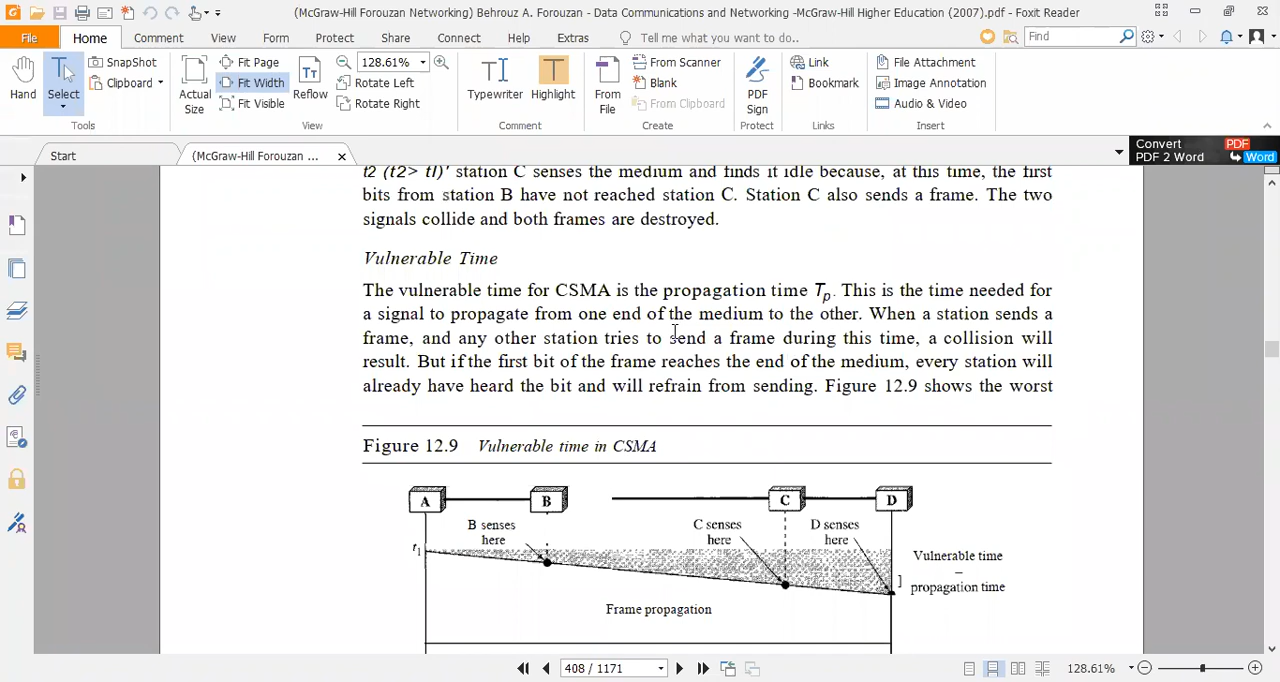 (McGraw-Hill Forouzan Networking) Behrouz A. Forouzan - Data Communications and Networking -McGraw-Hill Higher Education (2007).pdf - Foxit Reader
File Home Comment View Form Protect Share Connect Help Extras Tell me what you want to do.. Find
Hand
Select
SnapShot
Clipboard
Tools
Actual Size
Fit Page
Fit Width
Fit Visible
Reflow
128.61%
Rotate Left
Rotate Right
View
Typewriter
Highlight
Comment
From File
From Scanner
Blank
From Clipboard
Create
PDF Sign
Protect
Link
Bookmark
Links
File Attachment
Image Annotation
Audio & Video
Insert
Start
(McGraw-Hill Forouzan ...
Convert PDF
PDF 2 Word Word
t2 (t2> tI)' station C senses the medium and finds it idle because, at this time, the first
bits from station B have not reached station C. Station C also sends a frame. The two
signals collide and both frames are destroyed.
Vulnerable Time
The vulnerable time for CSMA is the propagation time Tp. This is the time needed for
a signal to propagate from one end of the medium to the other. When a station sends a
frame, and any other station tries to send a frame during this time, a collision will
result. But if the first bit of the frame reaches the end of the medium, every station will
already have heard the bit and will refrain from sending. Figure 12.9 shows the worst
Figure 12.9 Vulnerable time in CSMA
A B C D
B senses
here
C senses
here
D senses
here
t1
Vulnerable time
–
propagation time
Frame propagation
408 / 1171
128.61%